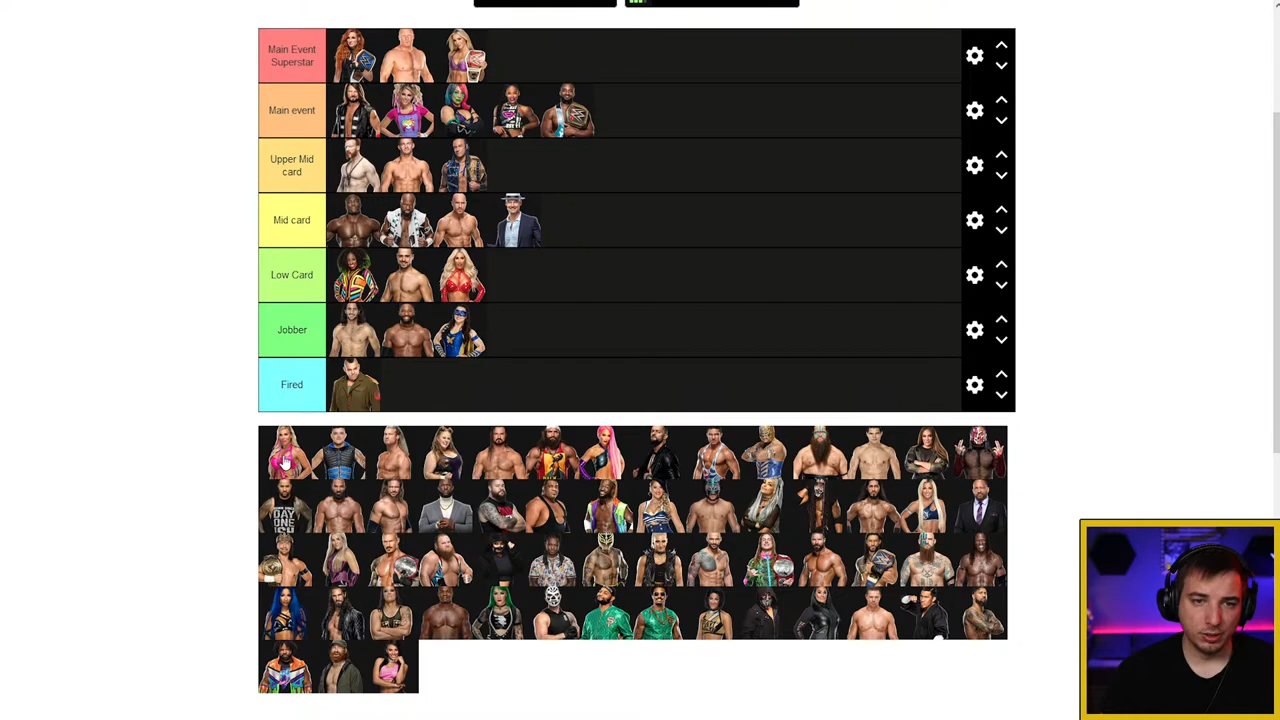 Main Event
Superstar
Main event
Upper Mid
card
Mid card
Low Card
Jobber
Fired